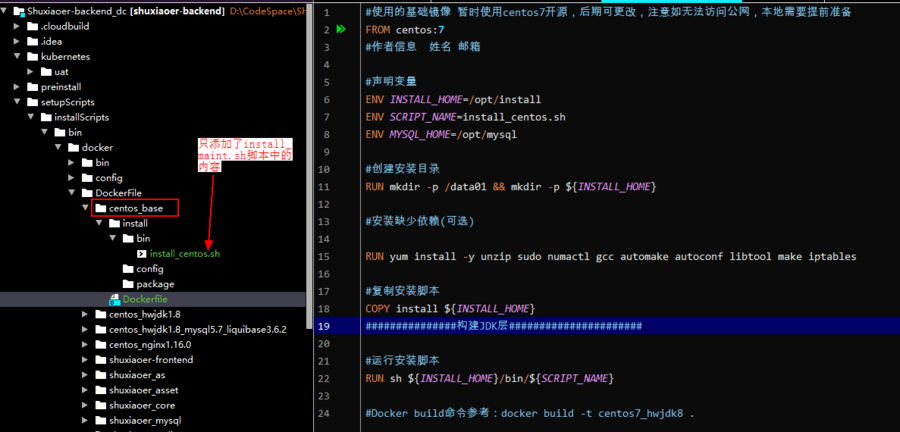 Shuxiaoer-backend_dc [shuxiaoer-backend] D:\CodeSpace\SH
.cloudbuild
.idea
kubernetes
uat
preinstall
setupScripts
installScripts
bin
docker
bin
config
DockerFile
centos_base
install
bin
install_centos.sh
config
package
Dockerfile
centos_hwjdk1.8
centos_hwjdk1.8_mysql5.7_liquibase3.6.2
centos_nginx1.16.0
shuxiaoer-frontend
shuxiaoer_as
shuxiaoer_asset
shuxiaoer_core
shuxiaoer_mysql
只添加了install_
maint.sh脚本中的
内容
1 #使用的基础镜像 暂时使用centos7开源，后期可更改，注意如无法访问公网，本地需要提前准备
2 FROM centos:7
3 #作者信息 姓名 邮箱
4
5 #声明变量
6 ENV INSTALL_HOME=/opt/install
7 ENV SCRIPT_NAME=install_centos.sh
8 ENV MYSQL_HOME=/opt/mysql
9
10 #创建安装目录
11 RUN mkdir -p /data01 && mkdir -p ${INSTALL_HOME}
12
13 #安装缺少依赖(可选)
14
15 RUN yum install -y unzip sudo numactl gcc automake autoconf libtool make iptables
16
17 #复制安装脚本
18 COPY install ${INSTALL_HOME}
19 ###############构建JDK层######################
20
21 #运行安装脚本
22 RUN sh ${INSTALL_HOME}/bin/${SCRIPT_NAME}
23
24 #Docker build命令参考：docker build -t centos7_hwjdk8 .